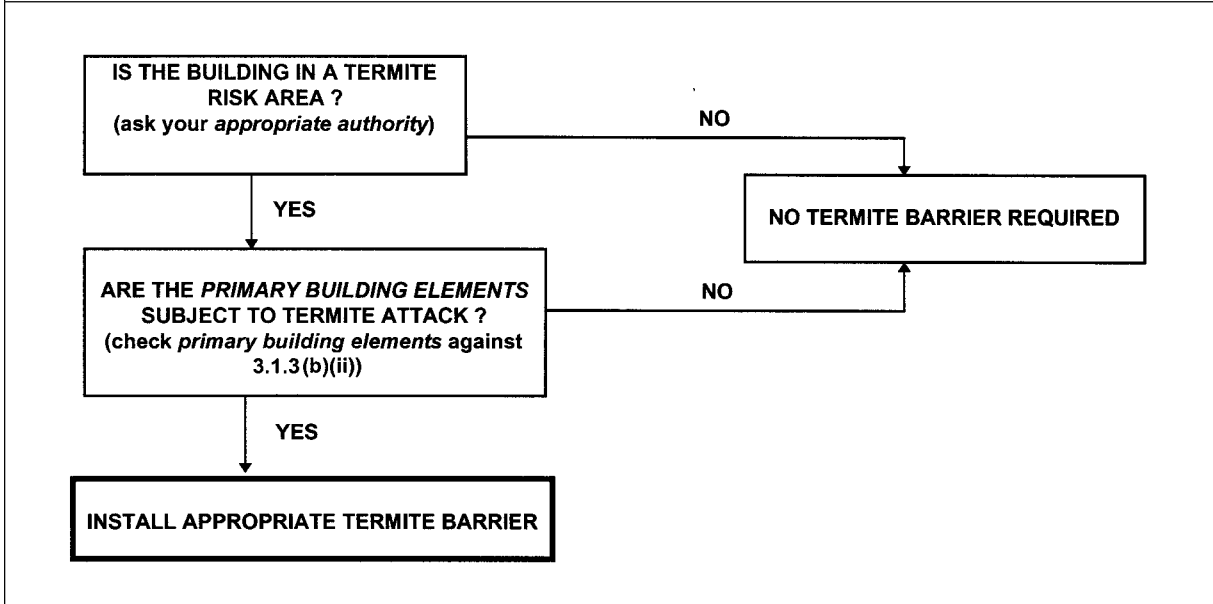 IS THE BUILDING IN A TERMITE
RISK AREA ?
(ask your appropriate authority)
NO
YES
NO TERMITE BARRIER REQUIRED
ARE THE PRIMARY BUILDING ELEMENTS
SUBJECT TO TERMITE ATTACK ?
(check primary building elements against
3.1.3(b)(ii))
NO
YES
INSTALL APPROPRIATE TERMITE BARRIER